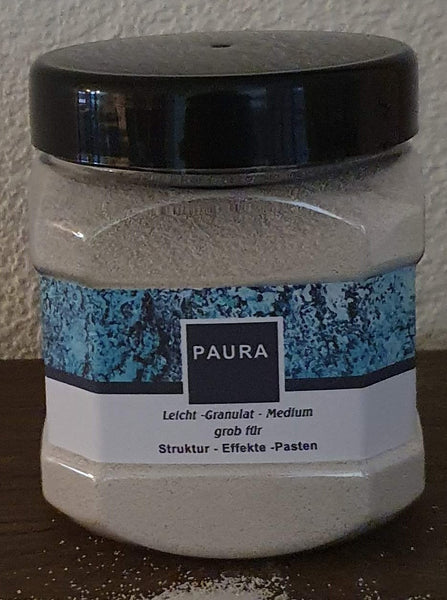 PAURA
Leicht -Granulat - Medium
grob für
Struktur - Effekte -Pasten